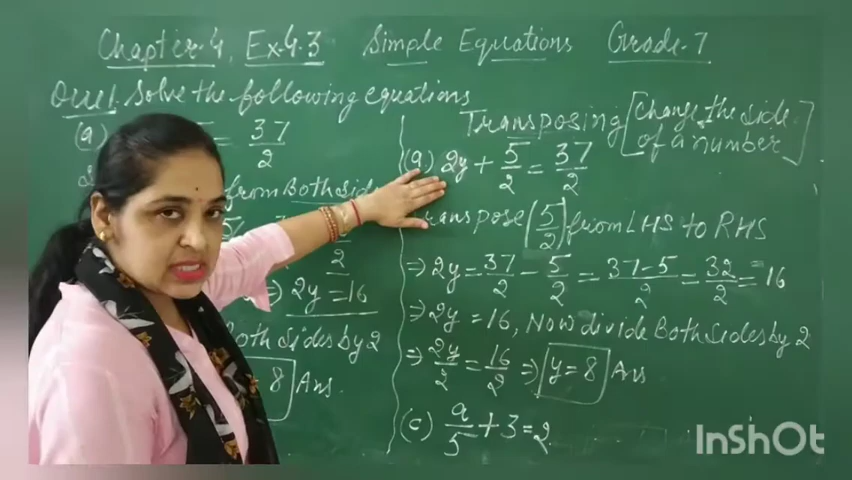 Chapter-4, Ex.4.3 Simple Equations Grade-7
Que1. Solve the following equations
(a) = 37/2
from Both Side
2
⇒ 2y = 16
Both Sides by 2
8 Ans.
Transposing [Change the side
of a number]
(a) 2y + 5/2 = 37/2
Transpose (5/2) from LHS to RHS
⇒ 2y = 37/2 - 5/2 = 37-5/2 = 32/2 = 16
⇒ 2y = 16, Now divide Both Sides by 2
⇒ 2y/2 = 16/2 ⇒ y = 8 Ans
(c) a/5 + 3 = 2
InShOt